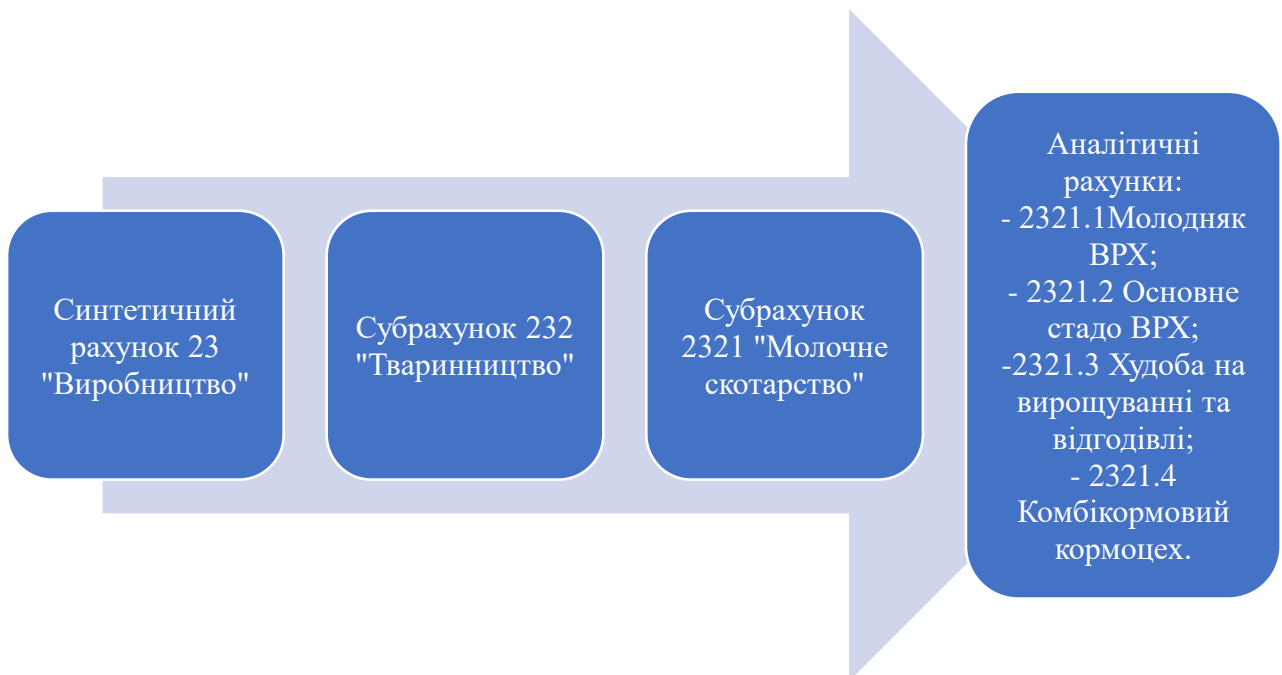 Синтетичний
рахунок 23
"Виробництво"
Субрахунок 232
"Тваринництво"
Субрахунок
2321 "Молочне
скотарство"
Аналітичні
рахунки:
- 2321.1Молодняк
ВРХ;
- 2321.2 Основне
стадо ВРХ;
-2321.3 Худоба на
вирощуванні та
відгодівлі;
- 2321.4
Комбікормовий
кормоцех.